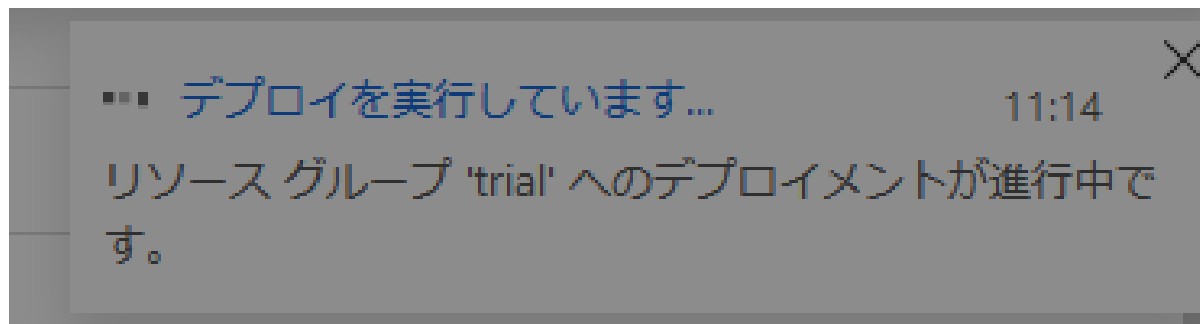 デプロイを実行しています... 11:14
リソース グループ 'trial' へのデプロイメントが進行中で
す。